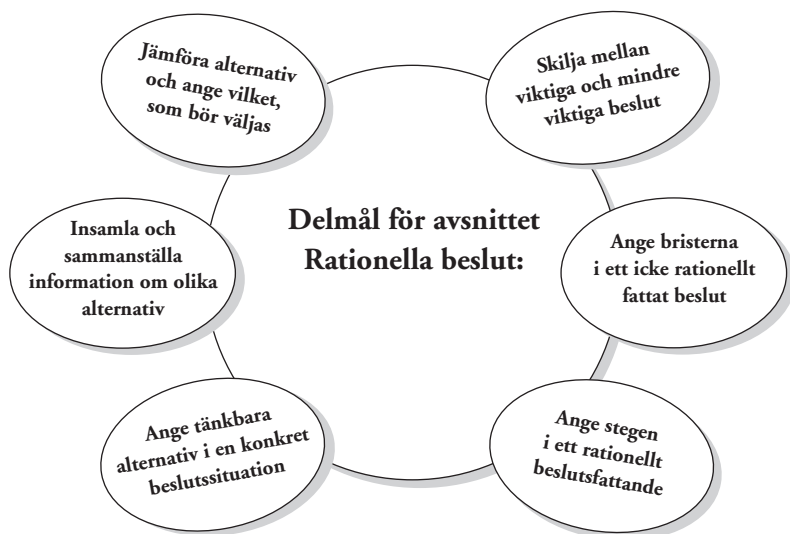 Delmål för avsnittet
Rationella beslut:
Skilja mellan
viktiga och mindre
viktiga beslut
Ange bristerna
i ett icke rationellt
fattat beslut
Ange stegen
i ett rationellt
beslutsfattande
Ange tänkbara
alternativ i en konkret
beslutssituation
Insamla och
sammanställa
information om olika
alternativ
Jämföra alternativ
och ange vilket,
som bör väljas